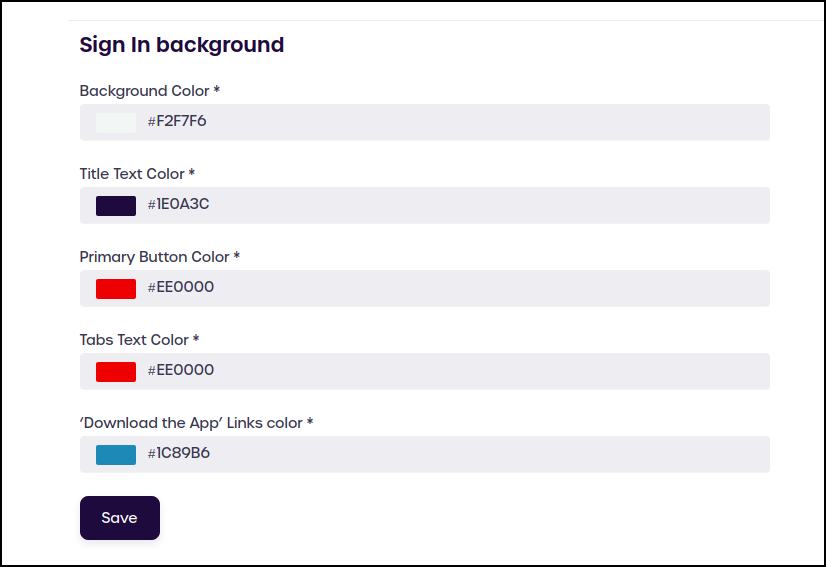 Sign In background
Background Color *
#F2F7F6
Title Text Color *
#1E0A3C
Primary Button Color *
#EE0000
Tabs Text Color *
#EE0000
‘Download the App’ Links color *
#1C89B6
Save